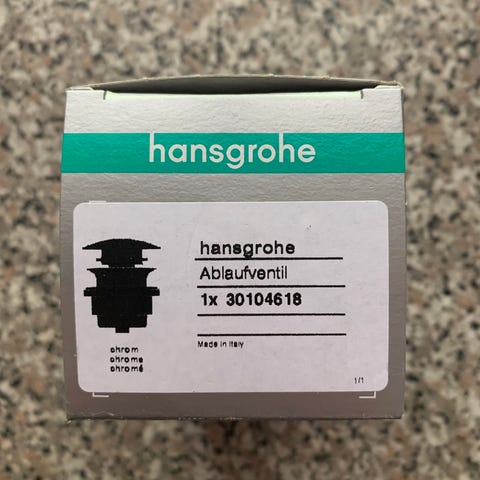 hansgrohe
hansgrohe
Ablaufventil
1x 30104618
Made in Italy
chrom
chrome
chromé
1/1